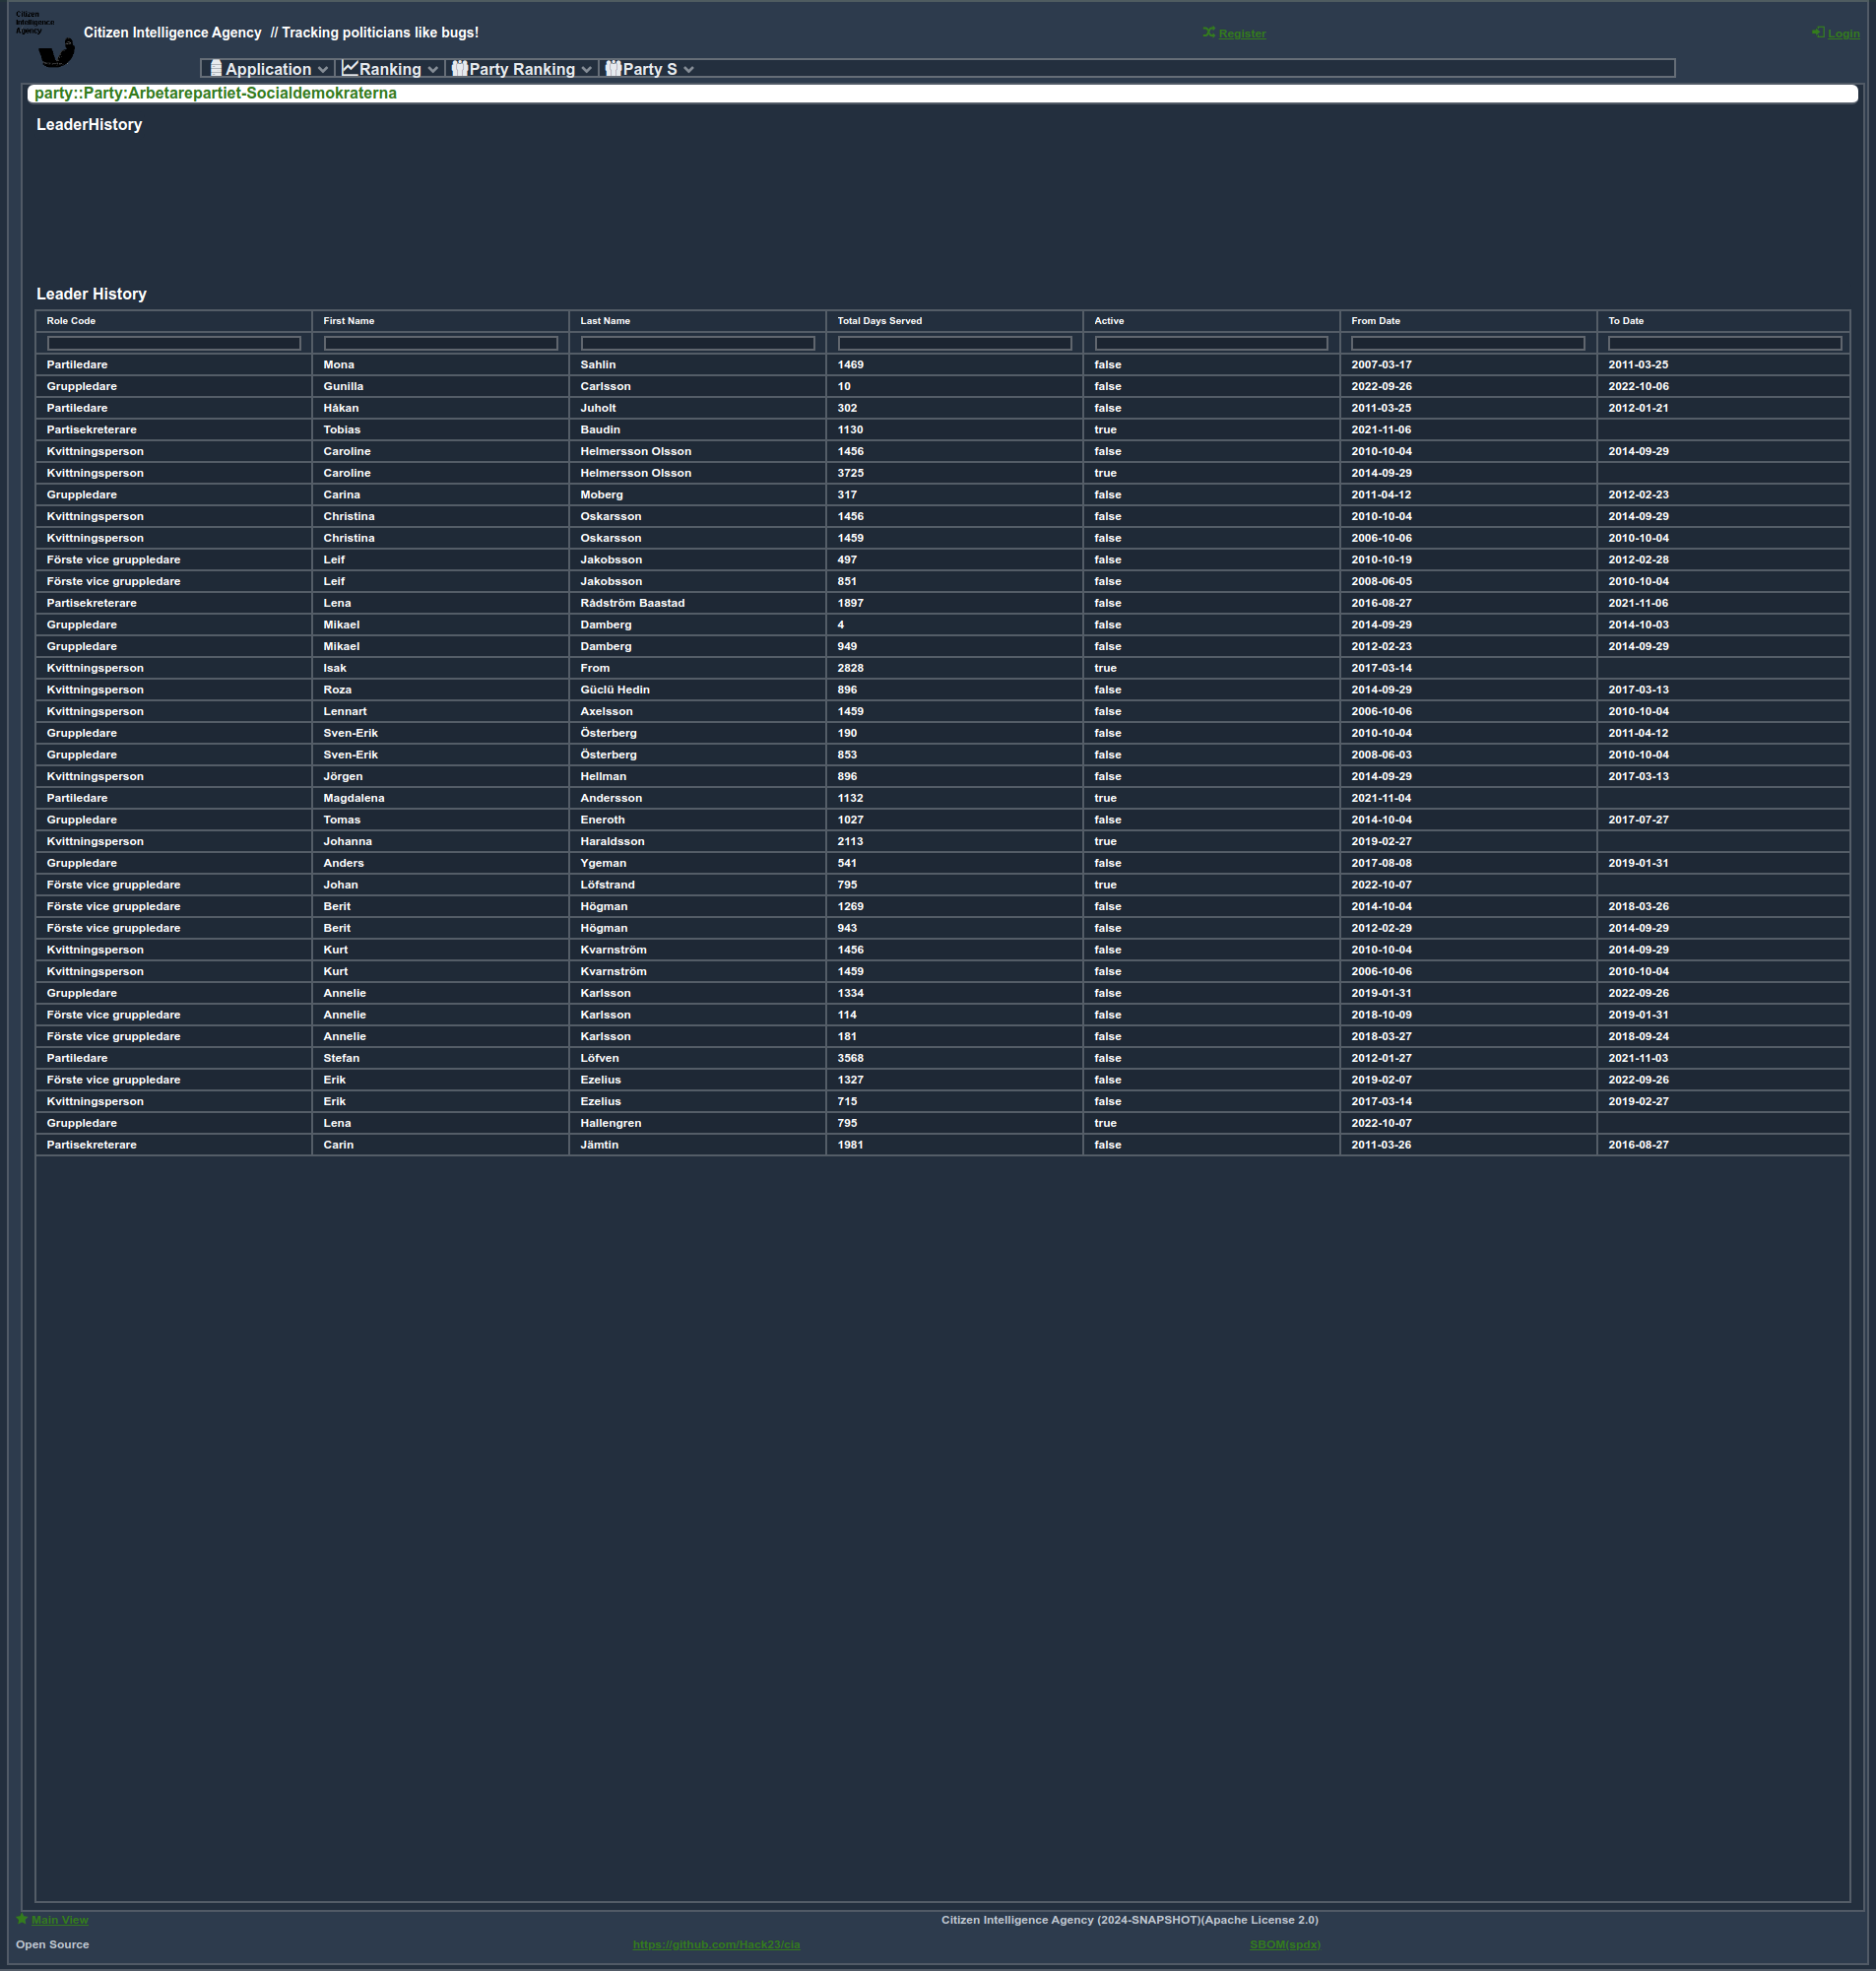 Citizen
Intelligence
Agency
Citizen Intelligence Agency // Tracking politicians like bugs!
Register
Login
Application Ranking Party Ranking Party S
party::Party:Arbetarepartiet-Socialdemokraterna
LeaderHistory
Leader History
Role Code First Name Last Name Total Days Served Active From Date To Date
Partiledare Mona Sahlin 1469 false 2007-03-17 2011-03-25
Gruppledare Gunilla Carlsson 10 false 2022-09-26 2022-10-06
Partiledare Håkan Juholt 302 false 2011-03-25 2012-01-21
Partisekreterare Tobias Baudin 1130 true 2021-11-06
Kvittningsperson Caroline Helmersson Olsson 1456 false 2010-10-04 2014-09-29
Kvittningsperson Caroline Helmersson Olsson 3725 true 2014-09-29
Gruppledare Carina Moberg 317 false 2011-04-12 2012-02-23
Kvittningsperson Christina Oskarsson 1456 false 2010-10-04 2014-09-29
Kvittningsperson Christina Oskarsson 1459 false 2006-10-06 2010-10-04
Förste vice gruppledare Leif Jakobsson 497 false 2010-10-19 2012-02-28
Förste vice gruppledare Leif Jakobsson 851 false 2008-06-05 2010-10-04
Partisekreterare Lena Rådström Baastad 1897 false 2016-08-27 2021-11-06
Gruppledare Mikael Damberg 4 false 2014-09-29 2014-10-03
Gruppledare Mikael Damberg 949 false 2012-02-23 2014-09-29
Kvittningsperson Isak From 2828 true 2017-03-14
Kvittningsperson Roza Güclü Hedin 896 false 2014-09-29 2017-03-13
Kvittningsperson Lennart Axelsson 1459 false 2006-10-06 2010-10-04
Gruppledare Sven-Erik Österberg 190 false 2010-10-04 2011-04-12
Gruppledare Sven-Erik Österberg 853 false 2008-06-03 2010-10-04
Kvittningsperson Jörgen Hellman 896 false 2014-09-29 2017-03-13
Partiledare Magdalena Andersson 1132 true 2021-11-04
Gruppledare Tomas Eneroth 1027 false 2014-10-04 2017-07-27
Kvittningsperson Johanna Haraldsson 2113 true 2019-02-27
Gruppledare Anders Ygeman 541 false 2017-08-08 2019-01-31
Förste vice gruppledare Johan Löfstrand 795 true 2022-10-07
Förste vice gruppledare Berit Högman 1269 false 2014-10-04 2018-03-26
Förste vice gruppledare Berit Högman 943 false 2012-02-29 2014-09-29
Kvittningsperson Kurt Kvarnström 1456 false 2010-10-04 2014-09-29
Kvittningsperson Kurt Kvarnström 1459 false 2006-10-06 2010-10-04
Gruppledare Annelie Karlsson 1334 false 2019-01-31 2022-09-26
Förste vice gruppledare Annelie Karlsson 114 false 2018-10-09 2019-01-31
Förste vice gruppledare Annelie Karlsson 181 false 2018-03-27 2018-09-24
Partiledare Stefan Löfven 3568 false 2012-01-27 2021-11-03
Förste vice gruppledare Erik Ezelius 1327 false 2019-02-07 2022-09-26
Kvittningsperson Erik Ezelius 715 false 2017-03-14 2019-02-27
Gruppledare Lena Hallengren 795 true 2022-10-07
Partisekreterare Carin Jämtin 1981 false 2011-03-26 2016-08-27
Main View Citizen Intelligence Agency (2024-SNAPSHOT)(Apache License 2.0)
Open Source https://github.com/Hack23/cia SBOM(spdx)